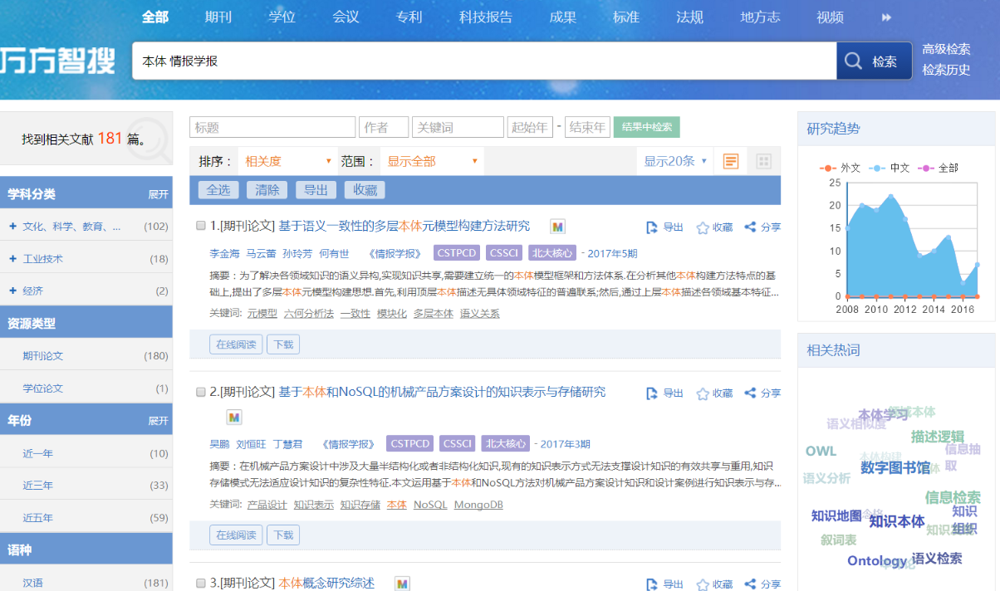 全部 期刊 学位 会议 专利 科技报告 成果 标准 法规 地方志 视频
万方智搜
本体 情报学报
检索
高级检索
检索历史
找到相关文献 181 篇。
学科分类 展开
+ 文化、科学、教育、... (102)
+ 工业技术 (18)
+ 经济 (2)
资源类型
期刊论文 (180)
学位论文 (1)
年份 展开
近一年 (10)
近三年 (33)
近五年 (59)
语种
汉语 (181)
标题 作者 关键词 起始年 - 结束年 结果中检索
排序： 相关度 范围： 显示全部 显示20条
全选 清除 导出 收藏
1.[期刊论文] 基于语义一致性的多层本体元模型构建方法研究 M 导出 收藏 分享
李金海 马云蕾 孙玲芳 何有世 《情报学报》 CSTPCD CSSCI 北大核心 - 2017年5期
摘要：为了解决各领域知识的语义异构,实现知识共享,需要建立统一的本体模型框架和方法体系.在分析其他本体构建方法特点的基
础上,提出了多层本体元模型构建思想.首先,利用顶层本体描述无具体领域特征的普遍联系;然后,通过上层本体描述各领域基本特征...
关键词: 元模型 六何分析法 一致性 模块化 多层本体 语义关系
在线阅读 下载
2.[期刊论文] 基于本体和NoSQL的机械产品方案设计的知识表示与存储研究 导出 收藏 分享
M
吴鹏 刘恒旺 丁慧君 《情报学报》 CSTPCD CSSCI 北大核心 - 2017年3期
摘要：在机械产品方案设计中涉及大量半结构化或者非结构化知识,现有的知识表示方式无法支撑设计知识的有效共享与重用,知识
存储模式无法适应设计知识的复杂性特征.本文运用基于本体和NoSQL方法对机械产品方案设计知识和设计案例进行知识表示与存...
关键词: 产品设计 知识表示 知识存储 本体 NoSQL MongoDB
在线阅读 下载
3.[期刊论文] 本体概念研究综述 M 导出 收藏 分享
研究趋势
外文 中文 全部
25
20
15
10
5
0
2008 2010 2012 2014 2016
相关热词
本体学习 领域本体
语义相似度
描述逻辑
OWL 信息抽取
本体构建
数字图书馆
语义分析
信息检索
知识地图 知识组织
知识本体
叙词表
Ontology 语义检索